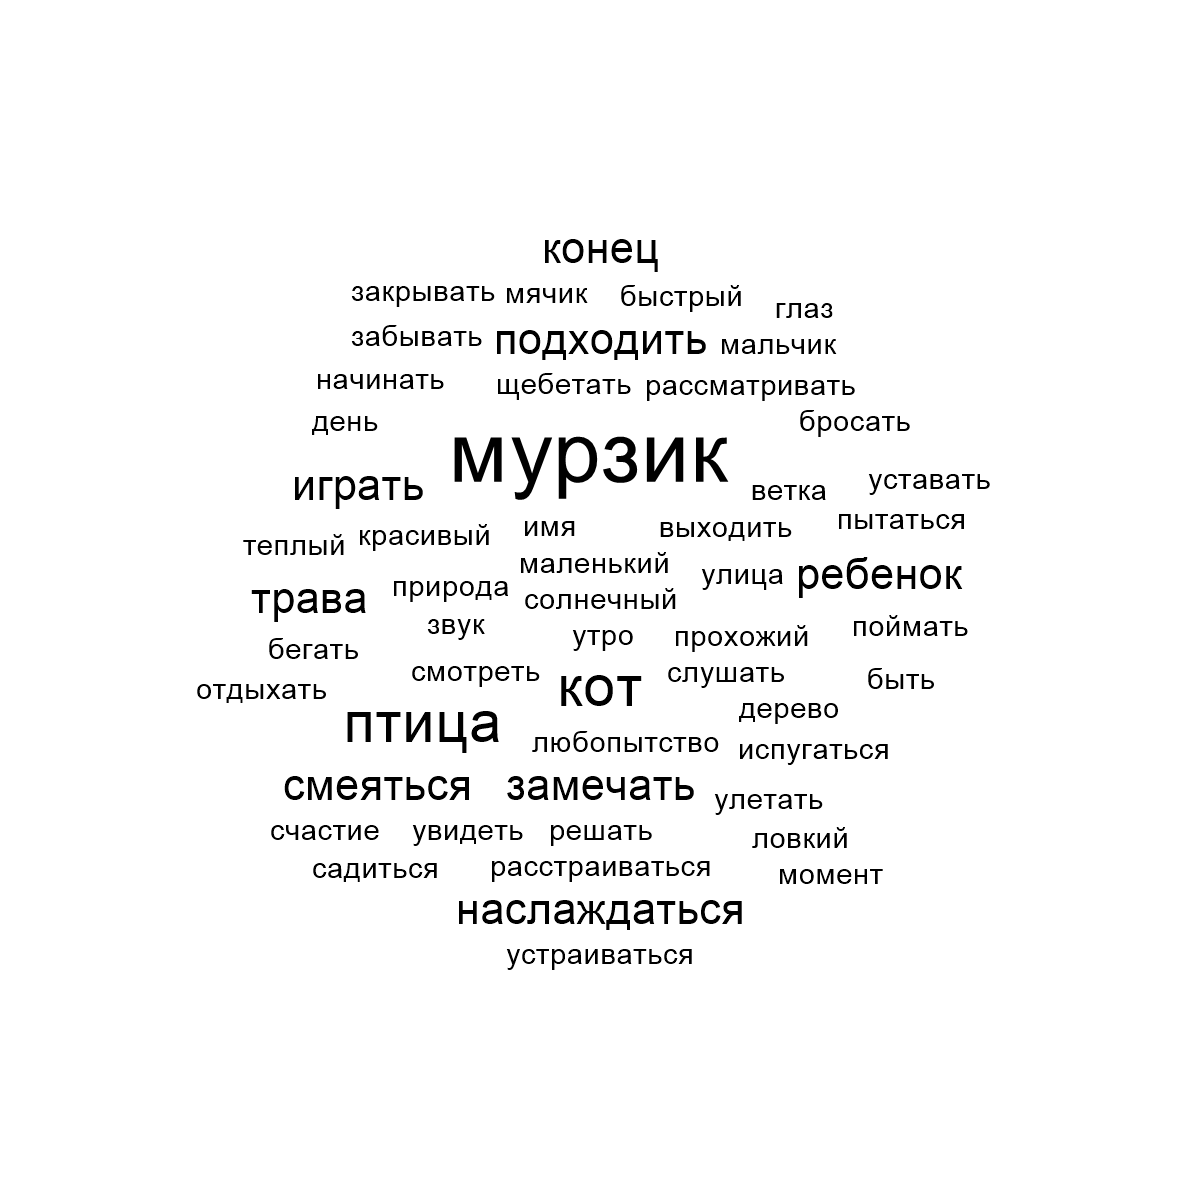 конец
закрывать мячик быстрый глаз
забывать подходить мальчик
начинать щебетать рассматривать
день бросать
мурзик
играть ветка уставать
теплый красивый имя выходить пытаться
маленький
трава природа солнечный улица ребенок
звук утро прохожий поймать
бегать
отдыхать смотреть кот слушать быть
птица дерево
любопытство испугаться
смеяться замечать улетать
счастие увидеть решать ловкий
садиться расстраиваться момент
наслаждаться
устраиваться